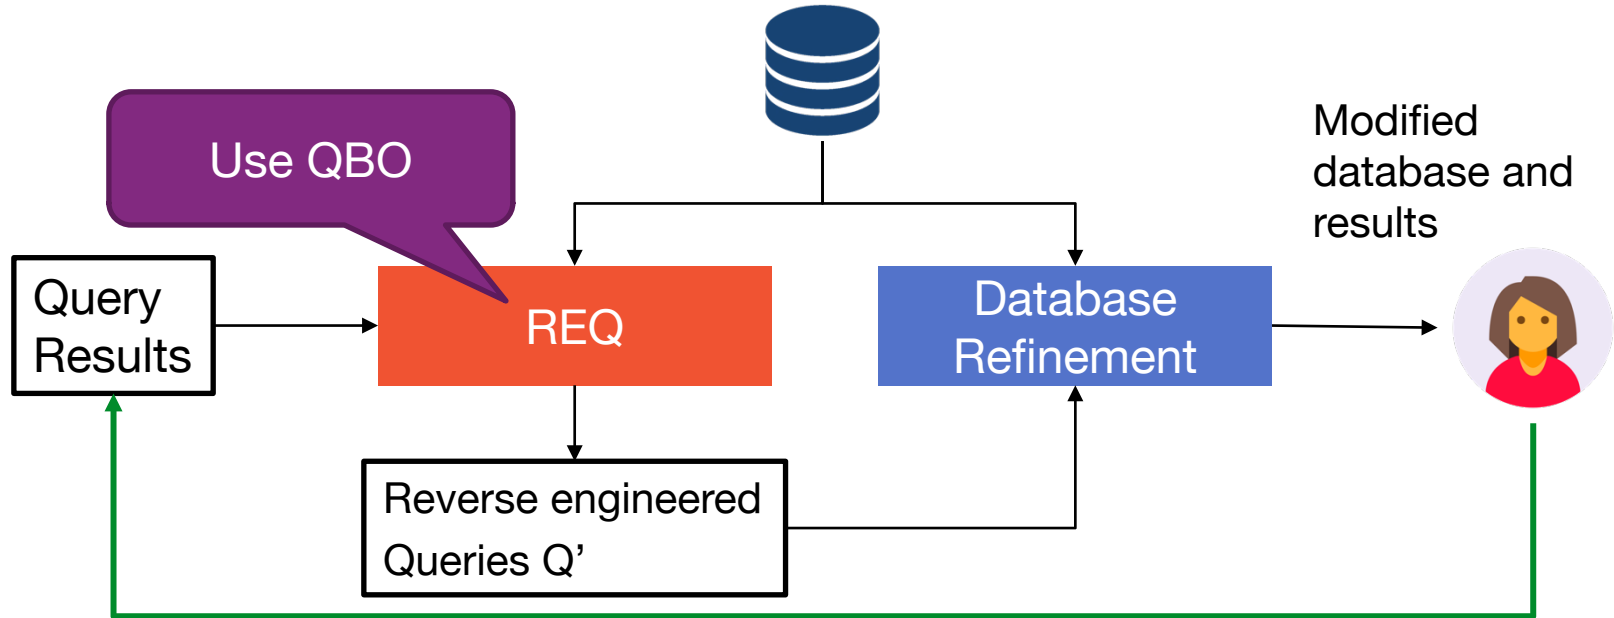 Use QBO
Modified
database and
results
Query
Results
REQ
Database
Refinement
Reverse engineered
Queries Q’